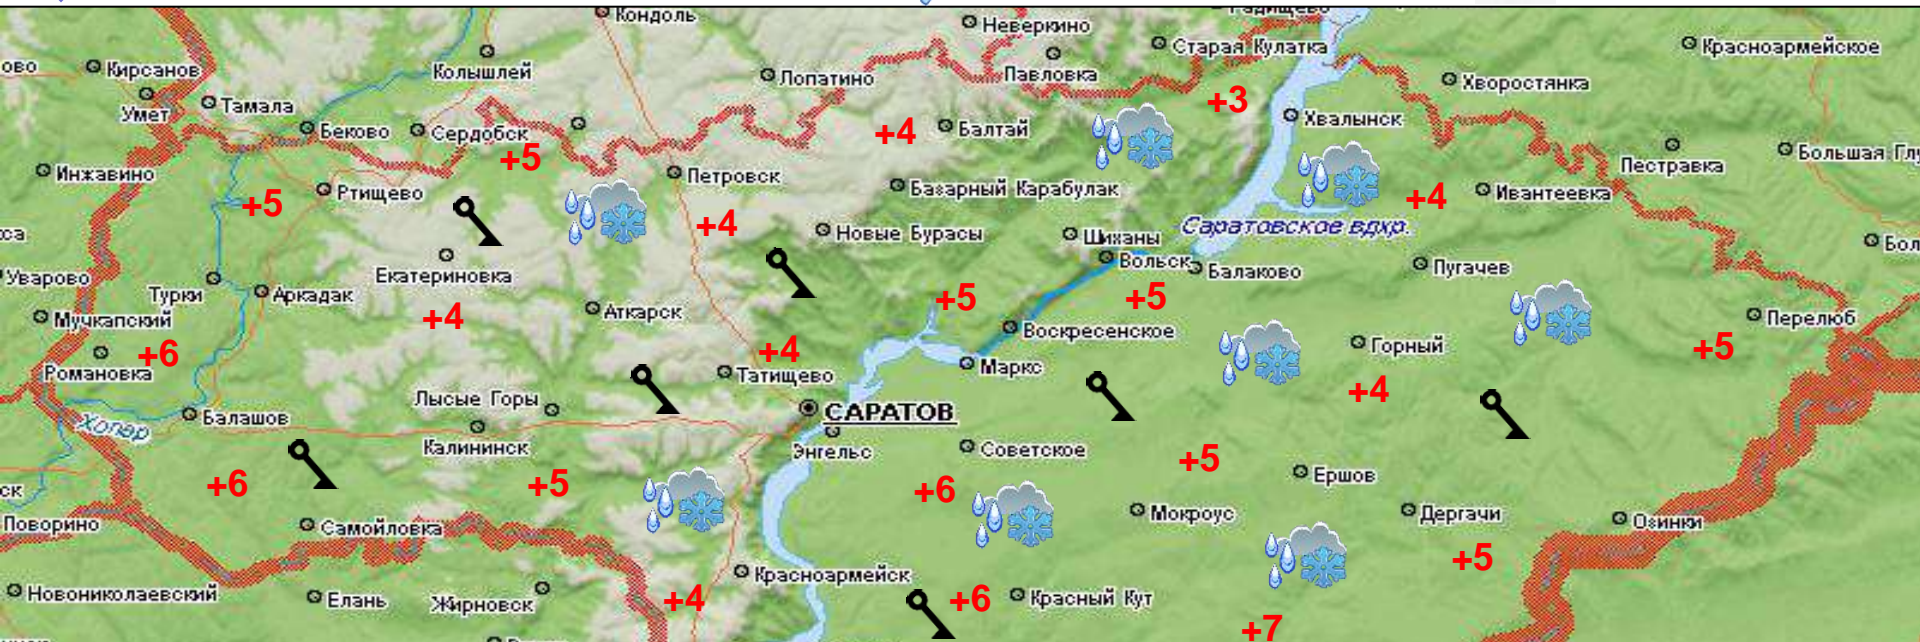 Кондоль
Неверкино
Радищево
Старая Кулатка
Красноармейское
ово
Кирсанов
Колышлей
Лопатино
Павловка
Хворостянка
Умет
Тамала
+3
Беково
Сердобск
+4
Балтай
Хвалынск
Инжавино
+5
Петровск
Пестравка
Ртищево
Базарный Карабулак
+4
Ивантеевка
+5
+4
Новые Бурасы
Шиханы
Саратовское вдхр.
Уварово
Екатериновка
Вольск
Балаково
Пугачев
Турки
Аркадак
+5
+5
Мучкапский
+4
Аткарск
Воскресенское
Перелюб
+6
+4
Горный
+5
Романовка
Татищево
Маркс
+4
Лысые Горы
САРАТОВ
Хопар
Балашов
Калининск
Энгельс
Советское
+5
Ершов
+6
+5
+6
ск
Поворино
Самойловка
Мокроус
Дергачи
Озинки
+5
Красноармейск
Новониколаевский
Елань
Жирновск
+4
+6
Красный Кут
+7